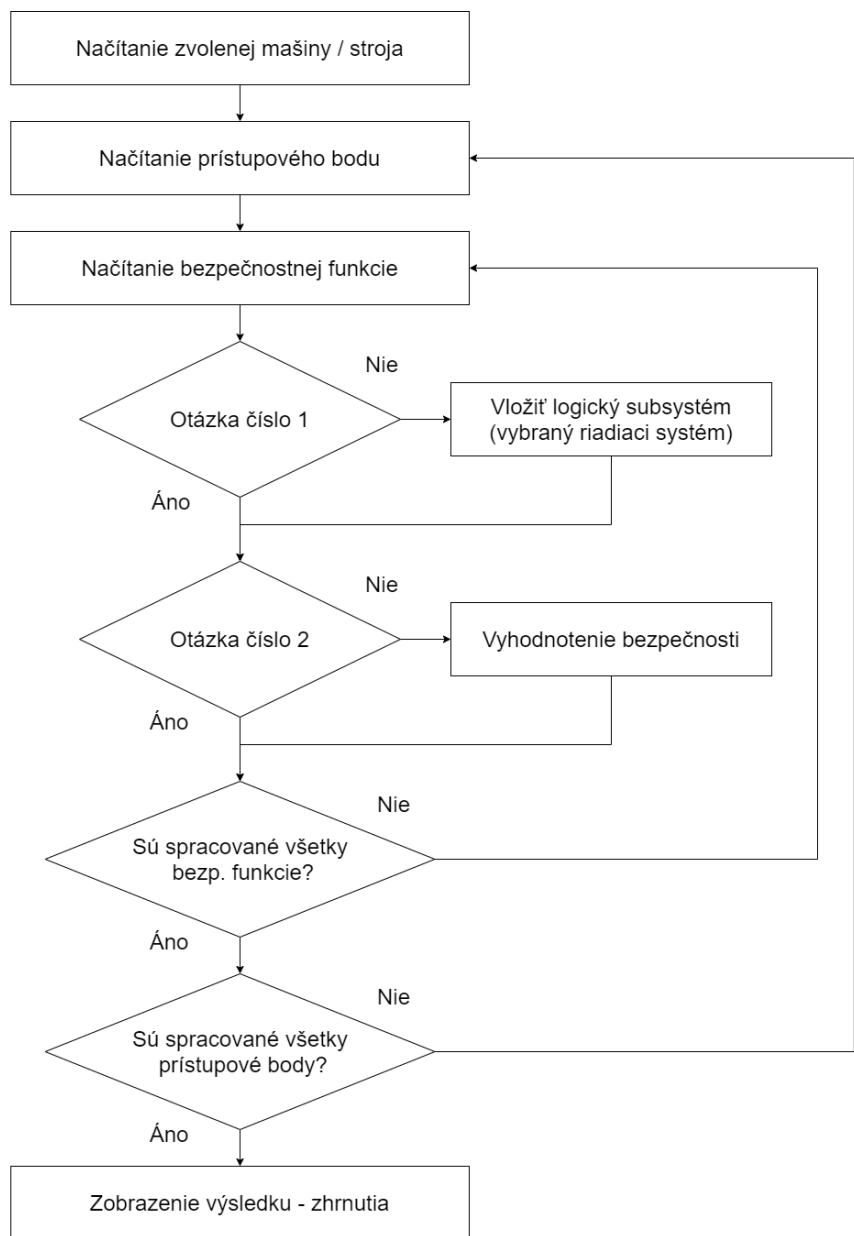 Načítanie zvolenej mašiny / stroja
Načítanie prístupového bodu
Načítanie bezpečnostnej funkcie
Nie
Otázka číslo 1
Vložiť logický subsystém
(vybraný riadiaci systém)
Áno
Nie
Otázka číslo 2
Vyhodnotenie bezpečnosti
Áno
Nie
Sú spracované všetky
bezp. funkcie?
Áno
Nie
Sú spracované všetky
prístupové body?
Áno
Zobrazenie výsledku - zhrnutia